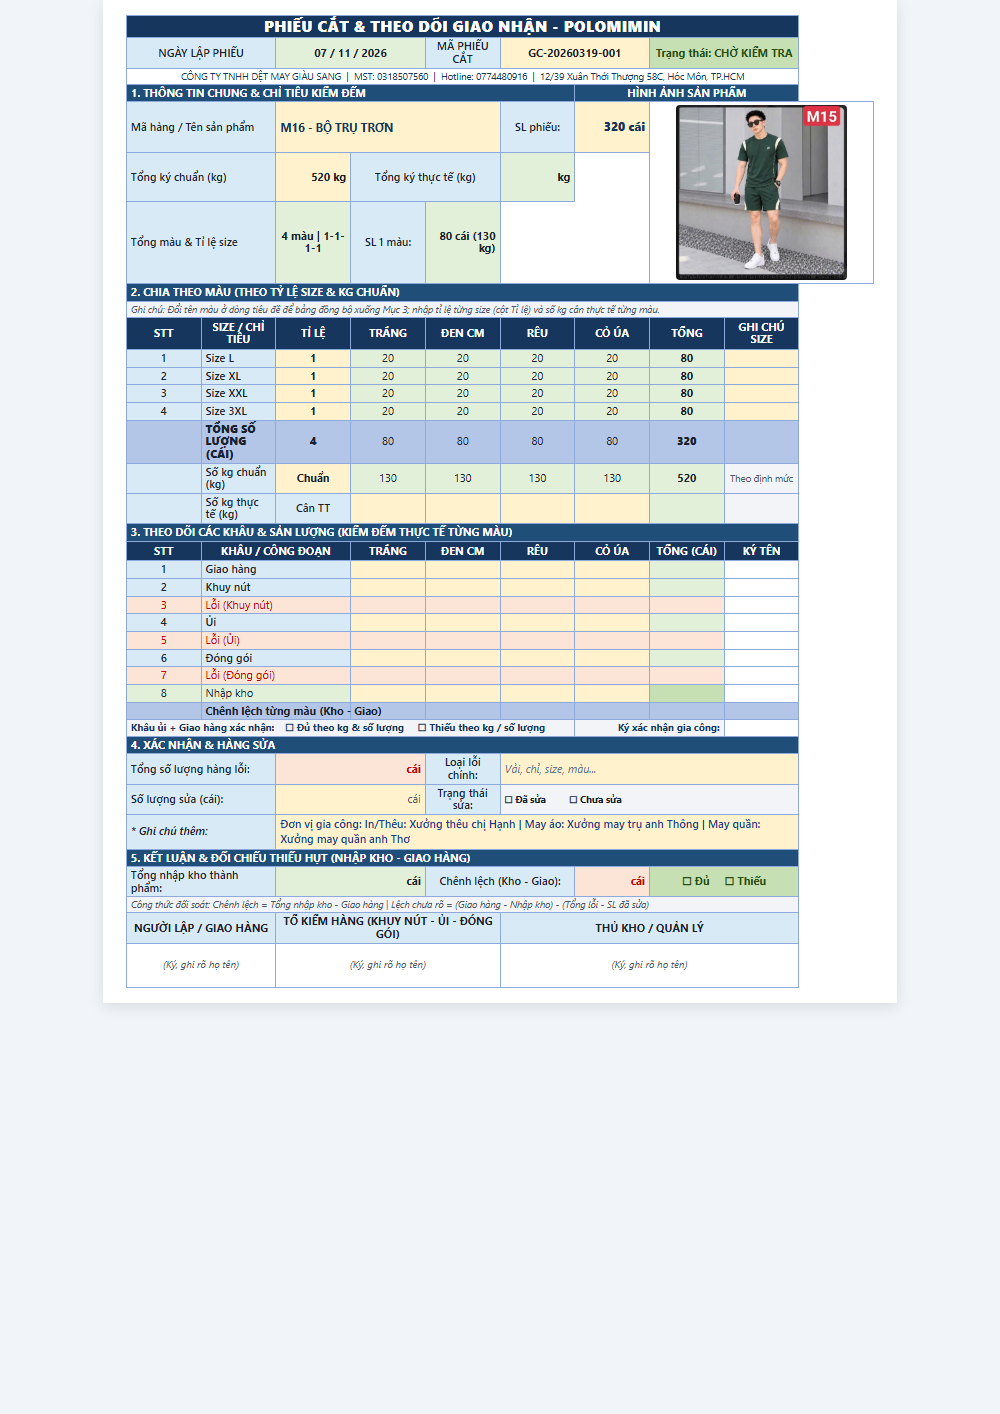 PHIẾU CẮT & THEO DÕI GIAO NHẬN - POLOMIMIN
NGÀY LẬP PHIẾU 07 / 11 / 2026 MÃ PHIẾU CẮT GC-20260319-001 Trạng thái: CHỜ KIỂM TRA
CÔNG TY TNHH DỆT MAY GIÀU SANG | MST: 0318507560 | Hotline: 0774480916 | 12/39 Xuân Thới Thượng 58C, Hóc Môn, TP.HCM
1. THÔNG TIN CHUNG & CHỈ TIÊU KIỂM ĐẾM HÌNH ẢNH SẢN PHẨM
Mã hàng / Tên sản phẩm M16 - BỘ TRỤ TRƠN SL phiếu: 320 cái
M15
Tổng ký chuẩn (kg) 520 kg Tổng ký thực tế (kg) kg
Tổng màu & Tỉ lệ size 4 màu | 1-1-1-1 SL 1 màu: 80 cái (130 kg)
2. CHIA THEO MÀU (THEO TỶ LỆ SIZE & KG CHUẨN)
Ghi chú: Đổi tên màu ở dòng tiêu đề để bảng đồng bộ xuống Mục 3; nhập tỉ lệ từng size (cột Tỉ lệ) và số kg cân thực tế từng màu.
STT SIZE / CHỈ TIÊU TỈ LỆ TRẮNG ĐEN CM RÊU CỎ ÚA TỔNG GHI CHÚ SIZE
1 Size L 1 20 20 20 20 80
2 Size XL 1 20 20 20 20 80
3 Size XXL 1 20 20 20 20 80
4 Size 3XL 1 20 20 20 20 80
TỔNG SỐ LƯỢNG (CÁI) 4 80 80 80 80 320
Số kg chuẩn (kg) Chuẩn 130 130 130 130 520 Theo định mức
Số kg thực tế (kg) Cân TT
3. THEO DÕI CÁC KHÂU & SẢN LƯỢNG (KIỂM ĐẾM THỰC TẾ TỪNG MÀU)
STT KHÂU / CÔNG ĐOẠN TRẮNG ĐEN CM RÊU CỎ ÚA TỔNG (CÁI) KÝ TÊN
1 Giao hàng
2 Khuy nút
3 Lỗi (Khuy nút)
4 Ủi
5 Lỗi (Ủi)
6 Đóng gói
7 Lỗi (Đóng gói)
8 Nhập kho
Chênh lệch từng màu (Kho - Giao)
Khâu ủi + Giao hàng xác nhận: ☐ Đủ theo kg & số lượng ☐ Thiếu theo kg / số lượng Ký xác nhận gia công:
4. XÁC NHẬN & HÀNG SỬA
Tổng số lượng hàng lỗi: cái Loại lỗi chính: Vải, chỉ, size, màu...
Số lượng sửa (cái): cái Trạng thái sửa: ☐ Đã sửa ☐ Chưa sửa
* Ghi chú thêm: Đơn vị gia công: In/Thêu: Xưởng thêu chị Hạnh | May áo: Xưởng may trụ anh Thông | May quần:
Xưởng may quần anh Thơ
5. KẾT LUẬN & ĐỐI CHIẾU THIẾU HỤT (NHẬP KHO - GIAO HÀNG)
Tổng nhập kho thành phẩm: cái Chênh lệch (Kho - Giao): cái ☐ Đủ ☐ Thiếu
Công thức đối soát: Chênh lệch = Tổng nhập kho - Giao hàng | Lệch chưa rõ = (Giao hàng - Nhập kho) - (Tổng lỗi - SL đã sửa)
NGƯỜI LẬP / GIAO HÀNG TỔ KIỂM HÀNG (KHUY NÚT - ỦI - ĐÓNG GÓI) THỦ KHO / QUẢN LÝ
(Ký, ghi rõ họ tên) (Ký, ghi rõ họ tên) (Ký, ghi rõ họ tên)